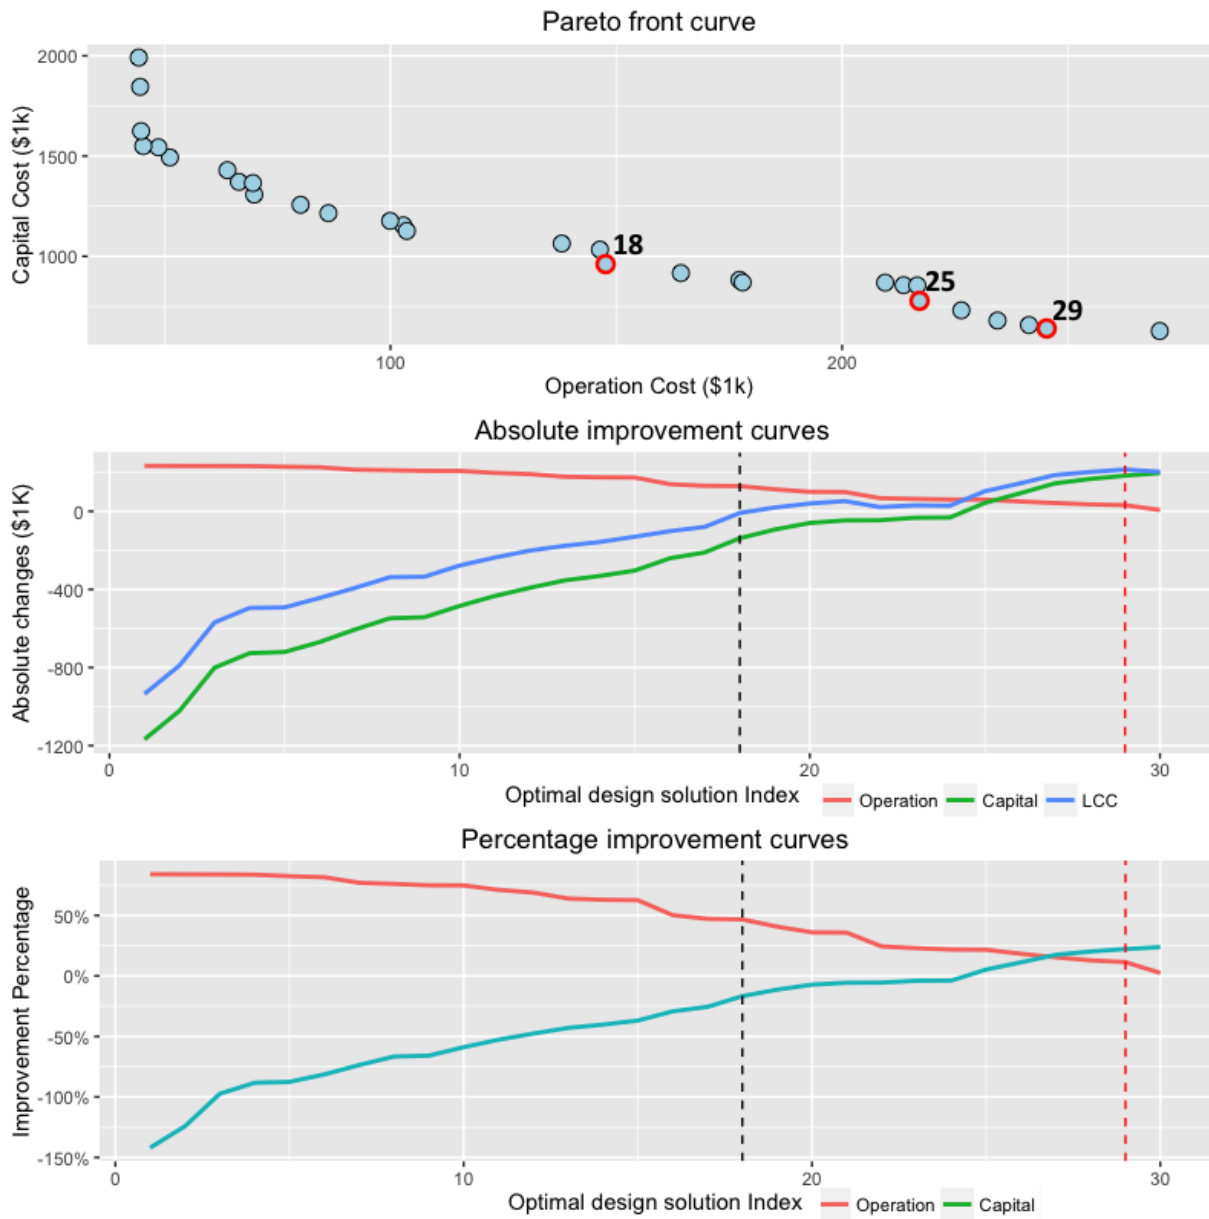 Pareto front curve
Capital Cost ($1k)
2000
1500
1000
18
25
29
100
200
Operation Cost ($1k)
Absolute improvement curves
Absolute changes ($1K)
0
-400
-800
-1200
0
10
20
30
Optimal design solution Index
Operation
Capital
LCC
Percentage improvement curves
Improvement Percentage
50%
0%
-50%
-100%
-150%
0
10
20
30
Optimal design solution Index
Operation
Capital